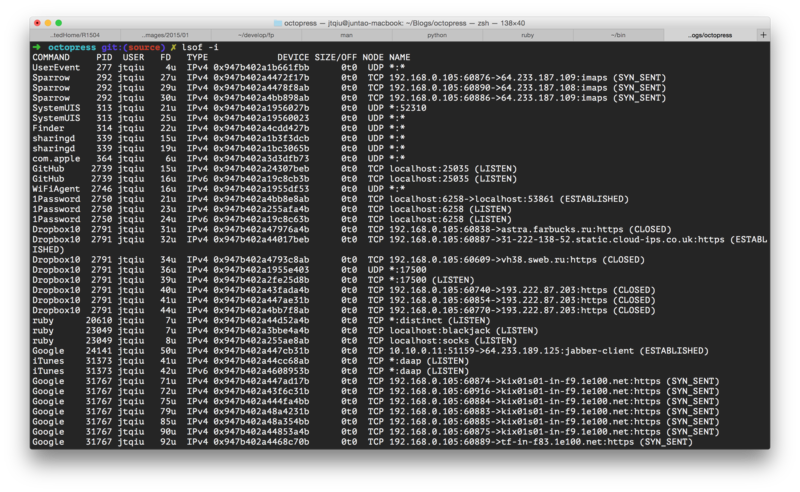 octopress — jtqiu@juntao-macbook: ~/Blogs/octopress — zsh — 138×40
..tedHome/R1504 ...mages/2015/01 ~/develop/fp man python ruby ~/bin ..ogs/octopress
➜ octopress git:(source) ✗ lsof -i
COMMAND PID USER FD TYPE DEVICE SIZE/OFF NODE NAME
UserEvent 277 jtqiu 4u IPv4 0x947b402a1b661fbb 0t0 UDP *:*
Sparrow 292 jtqiu 27u IPv4 0x947b402a4472f17b 0t0 TCP 192.168.0.105:60876->64.233.187.109:imaps (SYN_SENT)
Sparrow 292 jtqiu 29u IPv4 0x947b402a4478f8ab 0t0 TCP 192.168.0.105:60890->64.233.187.108:imaps (SYN_SENT)
Sparrow 292 jtqiu 30u IPv4 0x947b402a4bb898ab 0t0 TCP 192.168.0.105:60886->64.233.187.109:imaps (SYN_SENT)
SystemUIS 313 jtqiu 21u IPv4 0x947b402a1956027b 0t0 UDP *:52310
SystemUIS 313 jtqiu 25u IPv4 0x947b402a19560023 0t0 UDP *:*
Finder 314 jtqiu 22u IPv4 0x947b402a4cdd427b 0t0 UDP *:*
sharingd 339 jtqiu 15u IPv4 0x947b402a1b3f3dcb 0t0 UDP *:*
sharingd 339 jtqiu 19u IPv4 0x947b402a1bc3065b 0t0 UDP *:*
com.apple 364 jtqiu 6u IPv4 0x947b402a3d3dfb73 0t0 UDP *:*
GitHub 2739 jtqiu 15u IPv4 0x947b402a24307beb 0t0 TCP localhost:25035 (LISTEN)
GitHub 2739 jtqiu 16u IPv6 0x947b402a19c8cb3b 0t0 TCP localhost:25035 (LISTEN)
WiFiAgent 2746 jtqiu 16u IPv4 0x947b402a1955df53 0t0 UDP *:*
1Password 2750 jtqiu 21u IPv4 0x947b402a4bb8e8ab 0t0 TCP localhost:6258->localhost:53861 (ESTABLISHED)
1Password 2750 jtqiu 23u IPv4 0x947b402a255afa4b 0t0 TCP localhost:6258 (LISTEN)
1Password 2750 jtqiu 24u IPv6 0x947b402a19c8c63b 0t0 TCP localhost:6258 (LISTEN)
Dropbox10 2791 jtqiu 31u IPv4 0x947b402a47976a4b 0t0 TCP 192.168.0.105:60838->astra.farbucks.ru:https (CLOSED)
Dropbox10 2791 jtqiu 32u IPv4 0x947b402a44017beb 0t0 TCP 192.168.0.105:60887->31-222-138-52.static.cloud-ips.co.uk:https (ESTABL
ISHED)
Dropbox10 2791 jtqiu 34u IPv4 0x947b402a4793c8ab 0t0 TCP 192.168.0.105:60609->vh38.sweb.ru:https (CLOSED)
Dropbox10 2791 jtqiu 36u IPv4 0x947b402a1955e403 0t0 UDP *:17500
Dropbox10 2791 jtqiu 39u IPv4 0x947b402a2fe25d8b 0t0 TCP *:17500 (LISTEN)
Dropbox10 2791 jtqiu 40u IPv4 0x947b402a43fada4b 0t0 TCP 192.168.0.105:60740->193.222.87.203:https (CLOSED)
Dropbox10 2791 jtqiu 41u IPv4 0x947b402a447ae31b 0t0 TCP 192.168.0.105:60854->193.222.87.203:https (CLOSED)
Dropbox10 2791 jtqiu 44u IPv4 0x947b402a4bb7f8ab 0t0 TCP 192.168.0.105:60770->193.222.87.203:https (CLOSED)
ruby 20610 jtqiu 7u IPv4 0x947b402a44d52a4b 0t0 TCP *:distinct (LISTEN)
ruby 23049 jtqiu 7u IPv4 0x947b402a3bbe4a4b 0t0 TCP localhost:blackjack (LISTEN)
ruby 23049 jtqiu 8u IPv4 0x947b402a255ae8ab 0t0 TCP localhost:socks (LISTEN)
Google 24141 jtqiu 50u IPv4 0x947b402a447cb31b 0t0 TCP 10.10.0.11:51159->64.233.189.125:jabber-client (ESTABLISHED)
iTunes 31373 jtqiu 41u IPv4 0x947b402a44cc68ab 0t0 TCP *:daap (LISTEN)
iTunes 31373 jtqiu 42u IPv6 0x947b402a4608953b 0t0 TCP *:daap (LISTEN)
Google 31767 jtqiu 71u IPv4 0x947b402a447ad17b 0t0 TCP 192.168.0.105:60874->kix01s01-in-f9.1e100.net:https (SYN_SENT)
Google 31767 jtqiu 72u IPv4 0x947b402a43f6c31b 0t0 TCP 192.168.0.105:60916->kix01s01-in-f9.1e100.net:https (SYN_SENT)
Google 31767 jtqiu 75u IPv4 0x947b402a444fa4bb 0t0 TCP 192.168.0.105:60884->kix01s01-in-f9.1e100.net:https (SYN_SENT)
Google 31767 jtqiu 79u IPv4 0x947b402a48a4231b 0t0 TCP 192.168.0.105:60883->kix01s01-in-f9.1e100.net:https (SYN_SENT)
Google 31767 jtqiu 85u IPv4 0x947b402a48a354bb 0t0 TCP 192.168.0.105:60885->kix01s01-in-f9.1e100.net:https (SYN_SENT)
Google 31767 jtqiu 90u IPv4 0x947b402a44853a4b 0t0 TCP 192.168.0.105:60875->kix01s01-in-f9.1e100.net:https (SYN_SENT)
Google 31767 jtqiu 92u IPv4 0x947b402a4468c70b 0t0 TCP 192.168.0.105:60889->tf-in-f83.1e100.net:https (SYN_SENT)